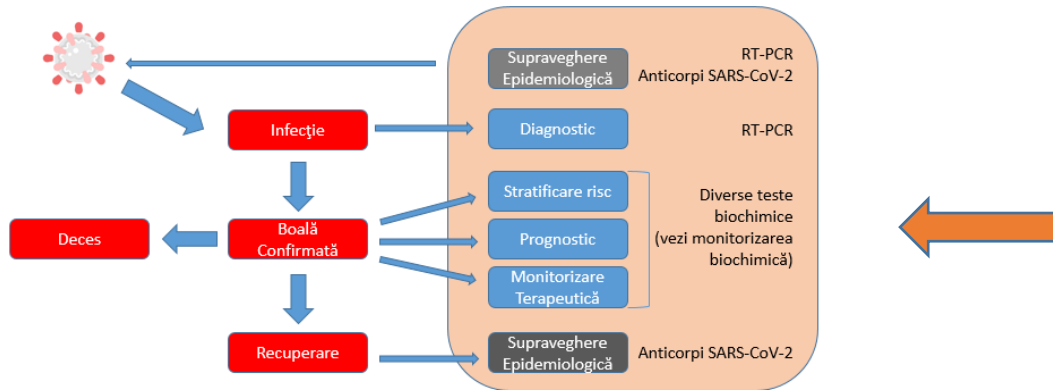 Supraveghere
Epidemiologică
RT-PCR
Anticorpi SARS-CoV-2
Infecţie
Diagnostic
RT-PCR
Stratificare risc
Diverse teste
biochimice
(vezi monitorizarea
biochimică)
Deces
Boală
Confirmată
Prognostic
Monitorizare
Terapeutică
Recuperare
Supraveghere
Epidemiologică
Anticorpi SARS-CoV-2